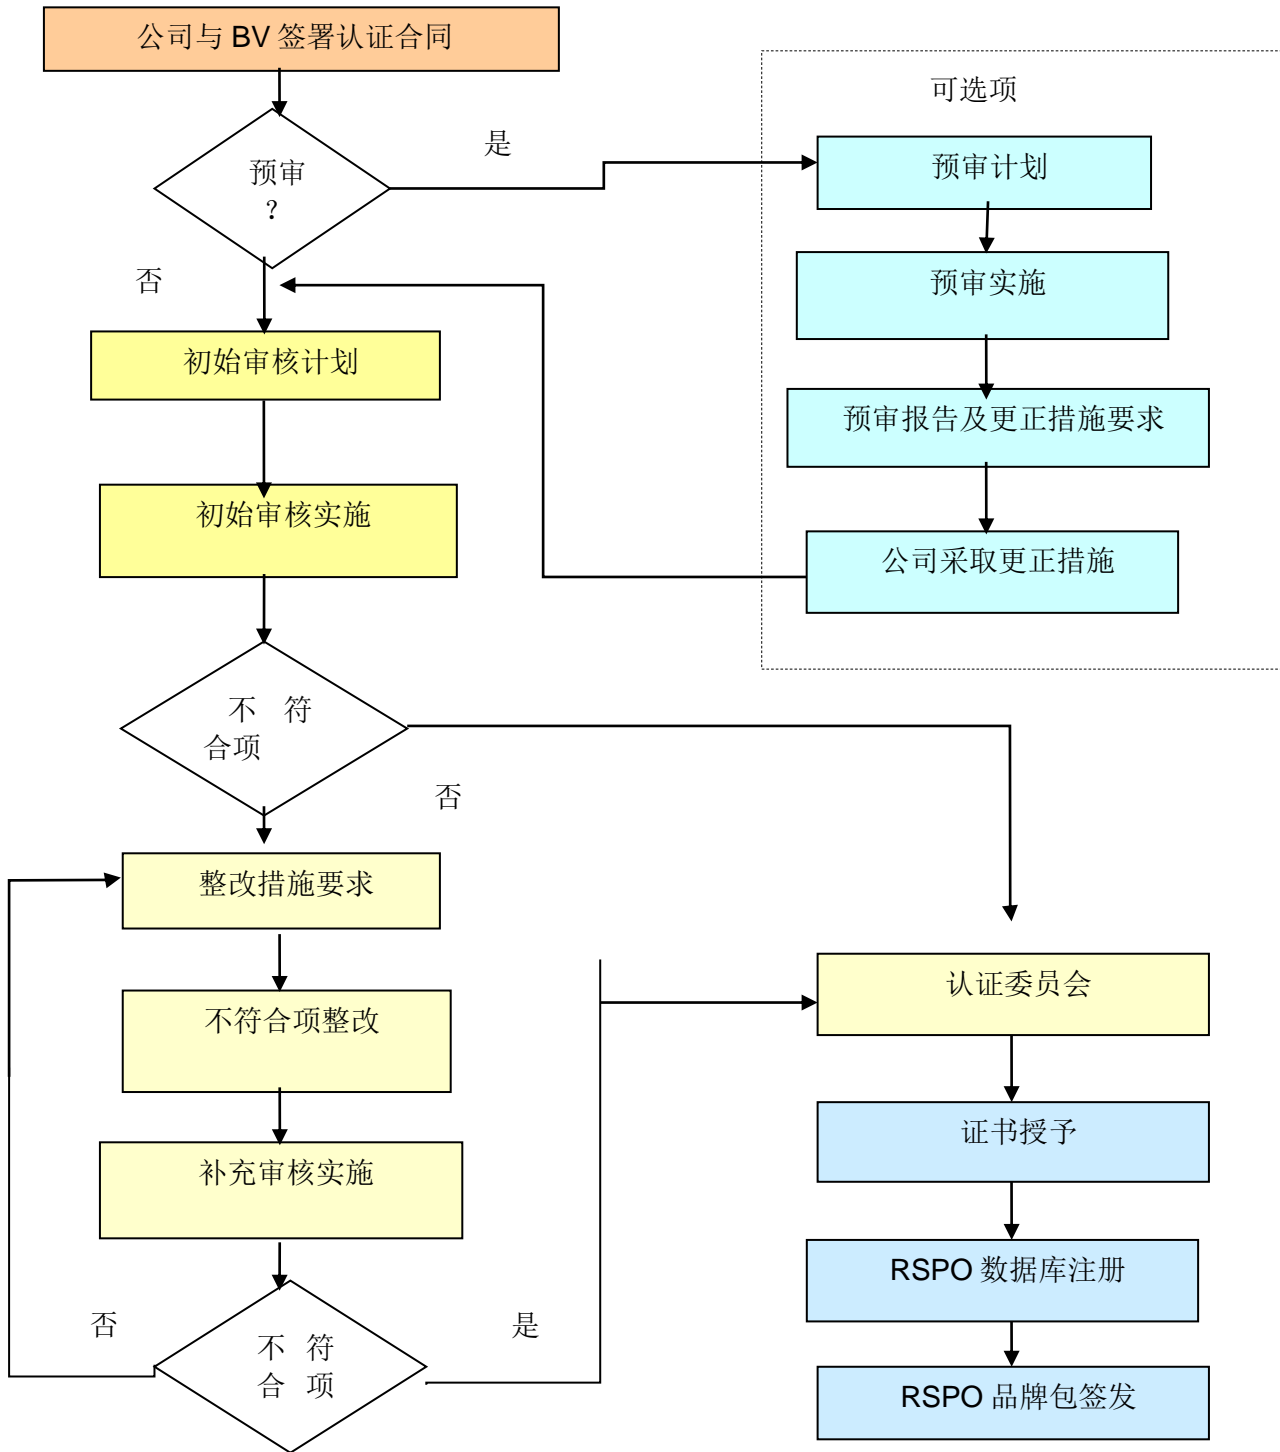 公司与 BV 签署认证合同
可选项
是
预审
？
预审计划
否
预审实施
初始审核计划
预审报告及更正措施要求
初始审核实施
公司采取更正措施
不 符
合项
否
整改措施要求
认证委员会
不符合项整改
证书授予
补充审核实施
RSPO 数据库注册
否
是
不 符
合 项
RSPO 品牌包签发